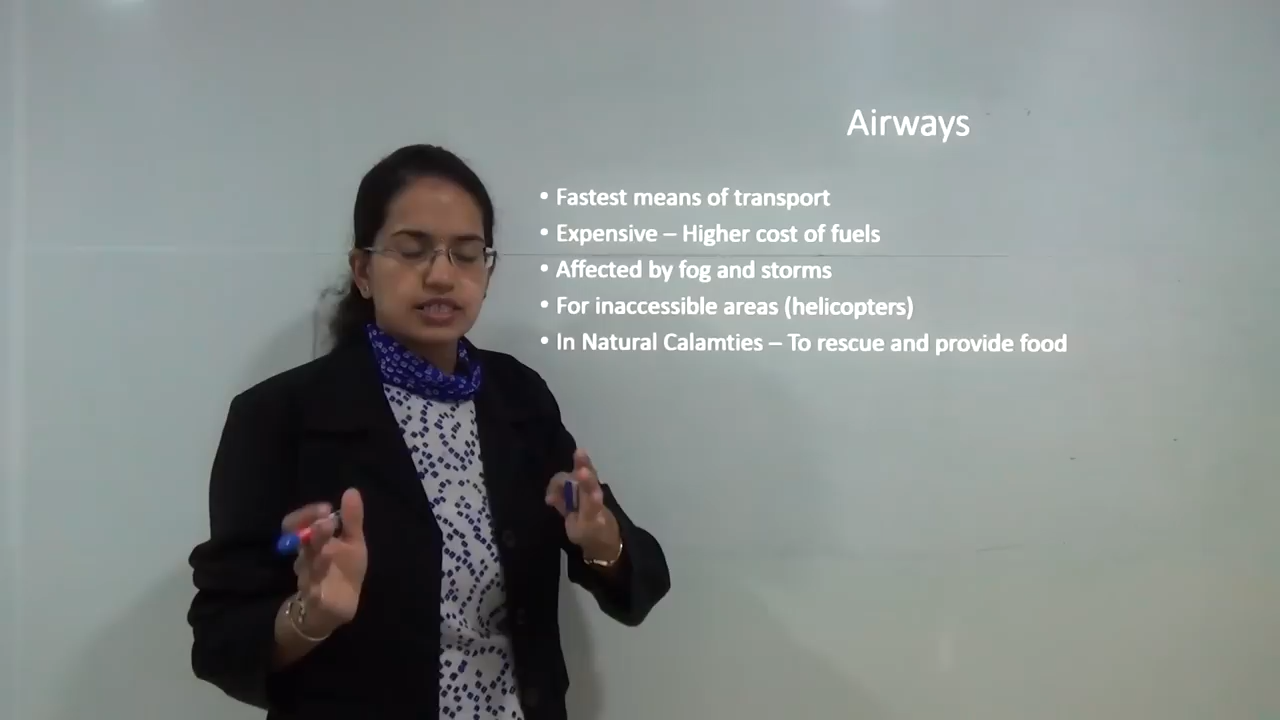 Airways
• Fastest means of transport
• Expensive – Higher cost of fuels
• Affected by fog and storms
• For inaccessible areas (helicopters)
• In Natural Calamties – To rescue and provide food